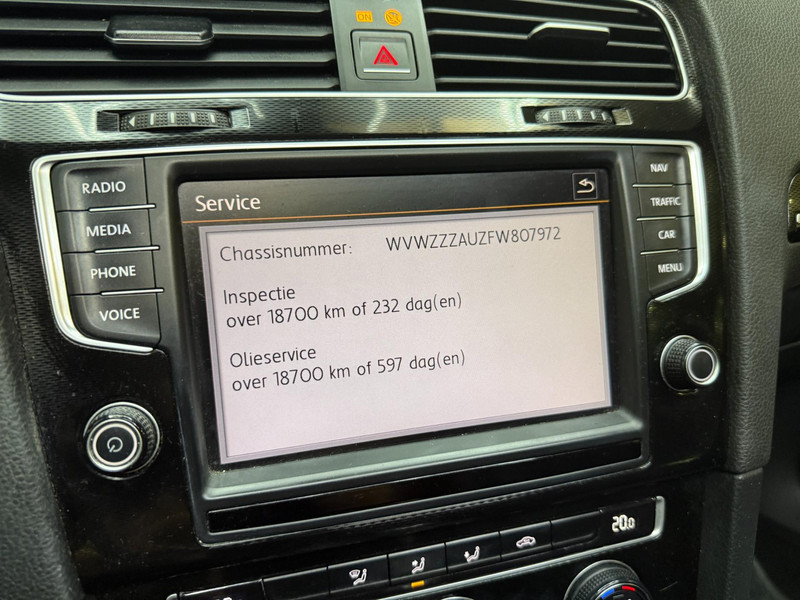 ON
RADIO
MEDIA
PHONE
VOICE
NAV
TRAFFIC
CAR
MENU
Service
Chassisnummer: WVWZZZAUZFW807972
Inspectie
over 18700 km of 232 dag(en)
Olieservice
over 18700 km of 597 dag(en)
20.0